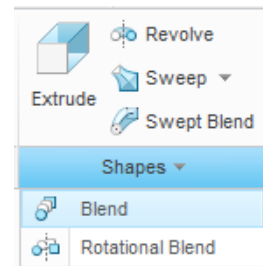 Revolve
Sweep
Extrude
Swept Blend
Shapes
Blend
Rotational Blend